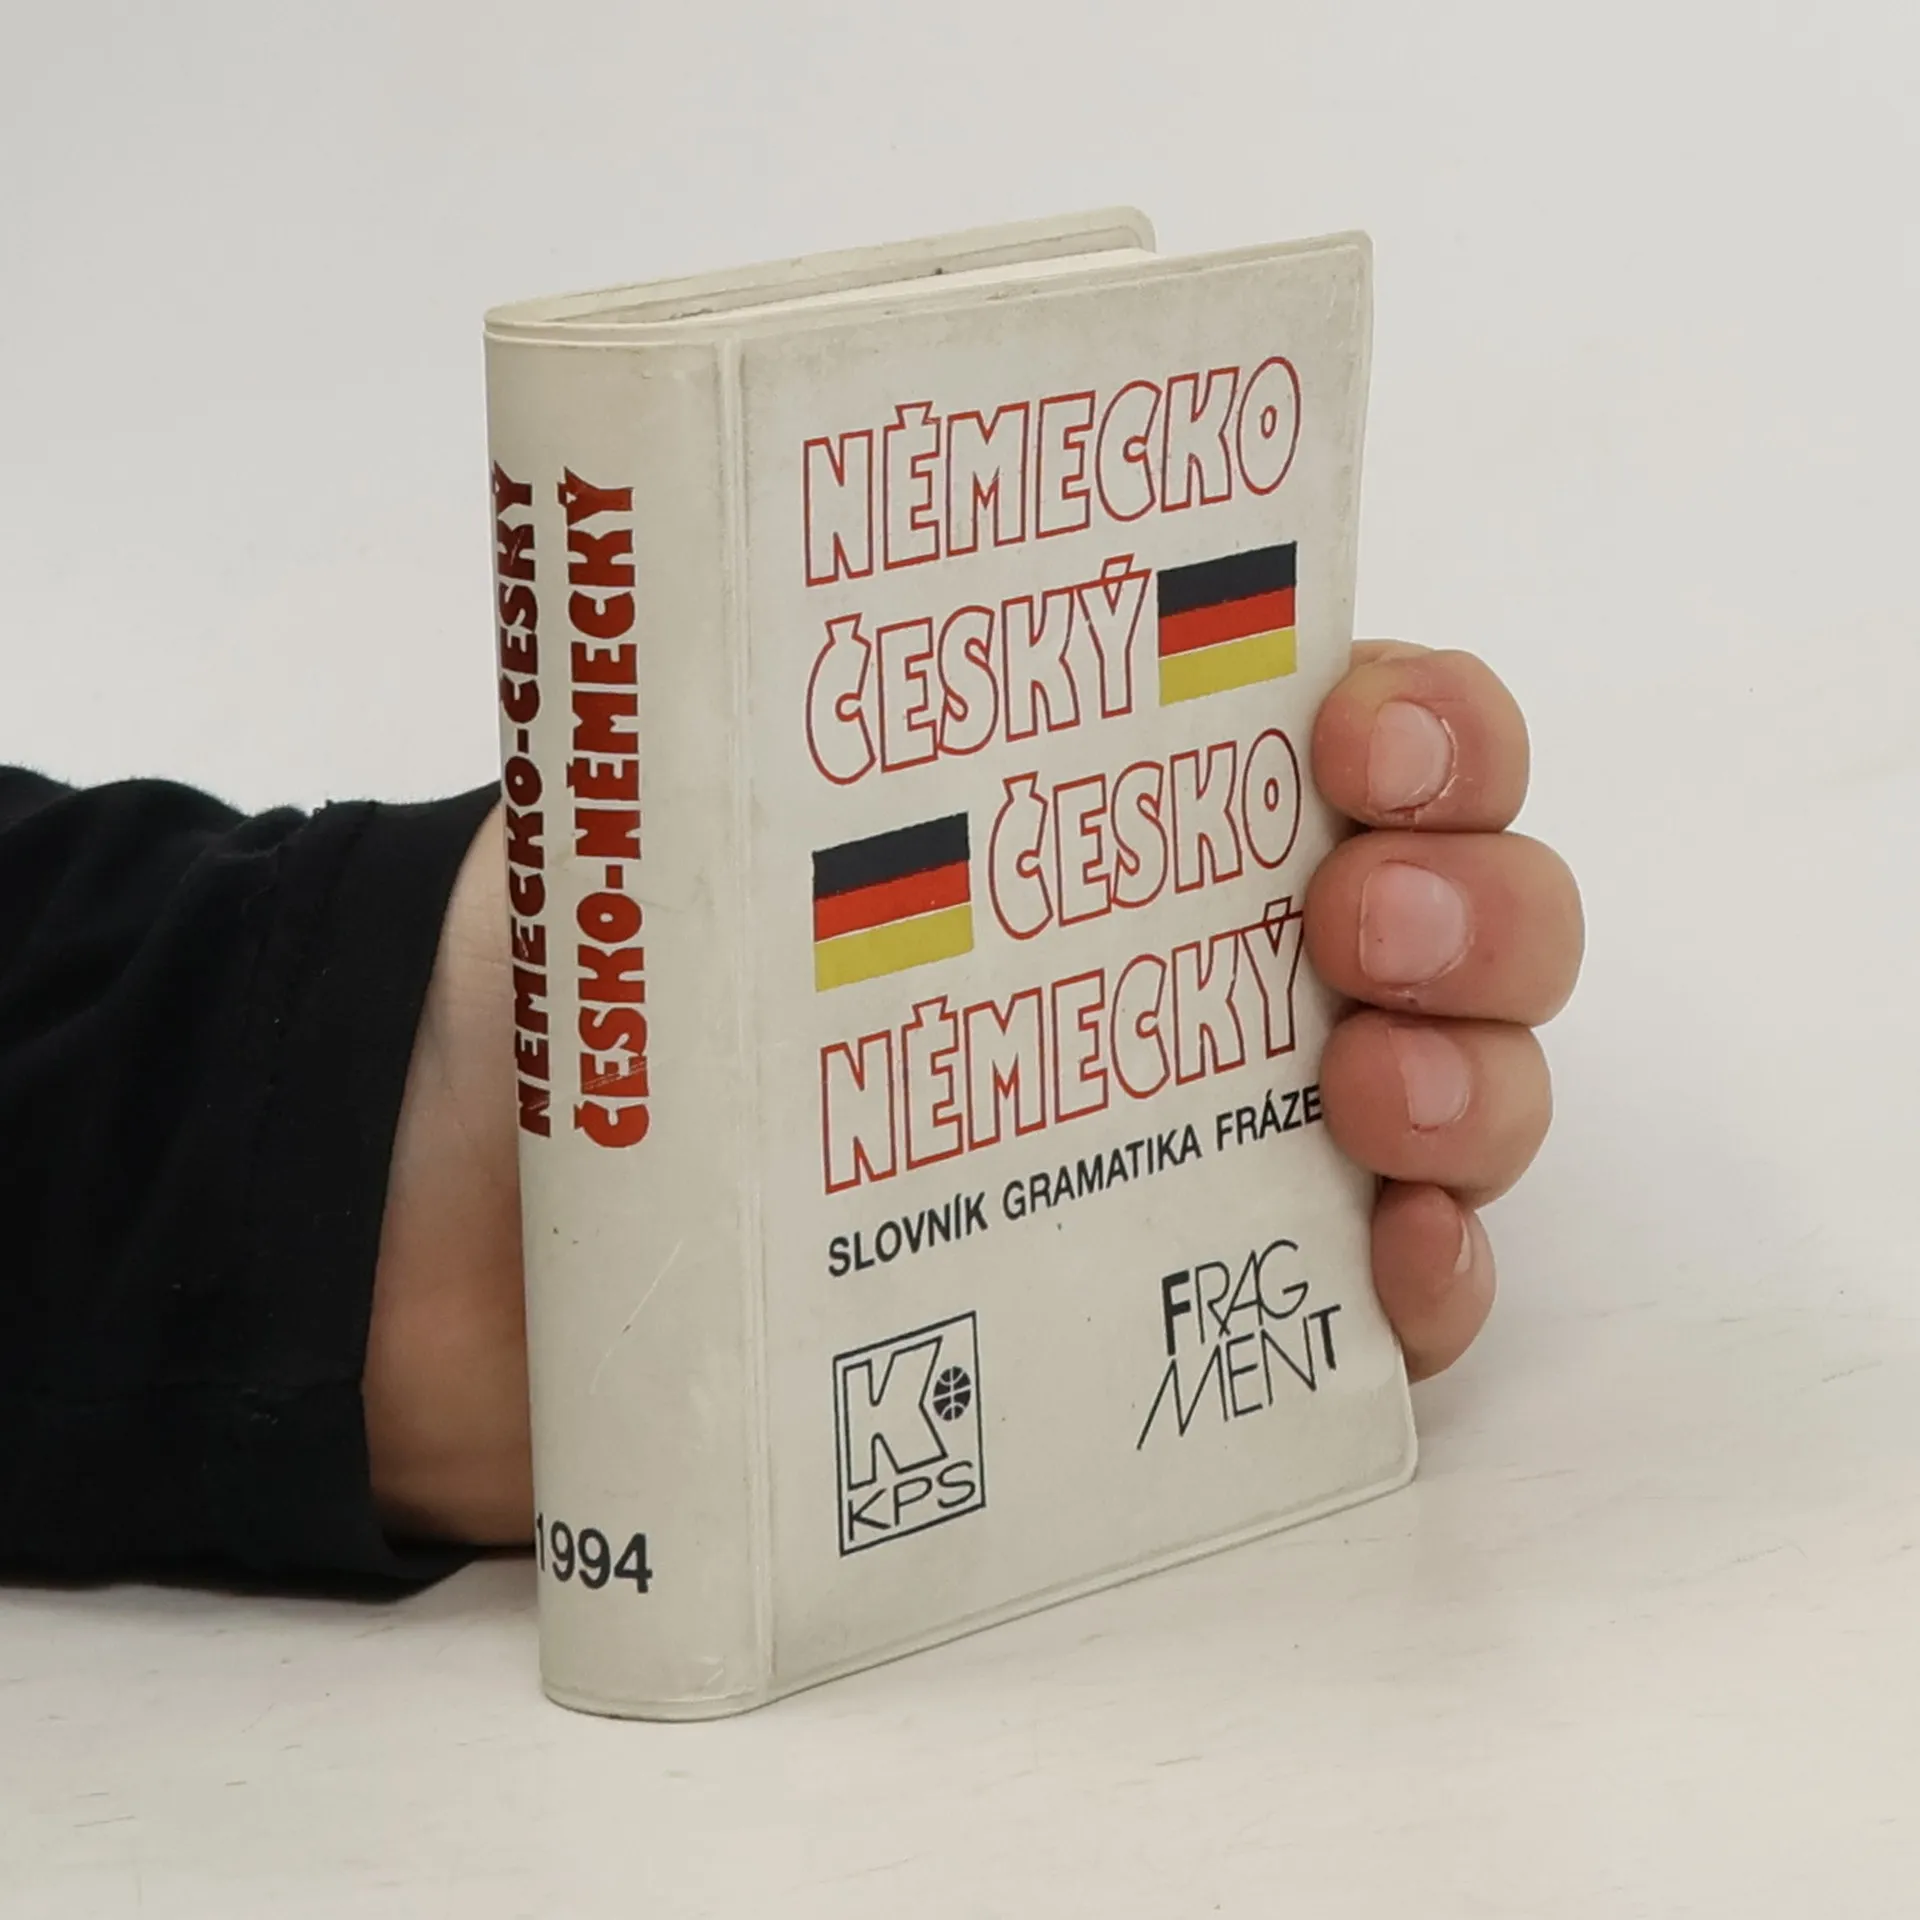 NĚMECKO-ČESKÝ
ČESKO-NĚMECKÝ
1994
NĚMECKO
ČESKÝ
ČESKO
NĚMECKÝ
SLOVNÍK GRAMATIKA FRÁZE
K
KPS
FRAG
MENT